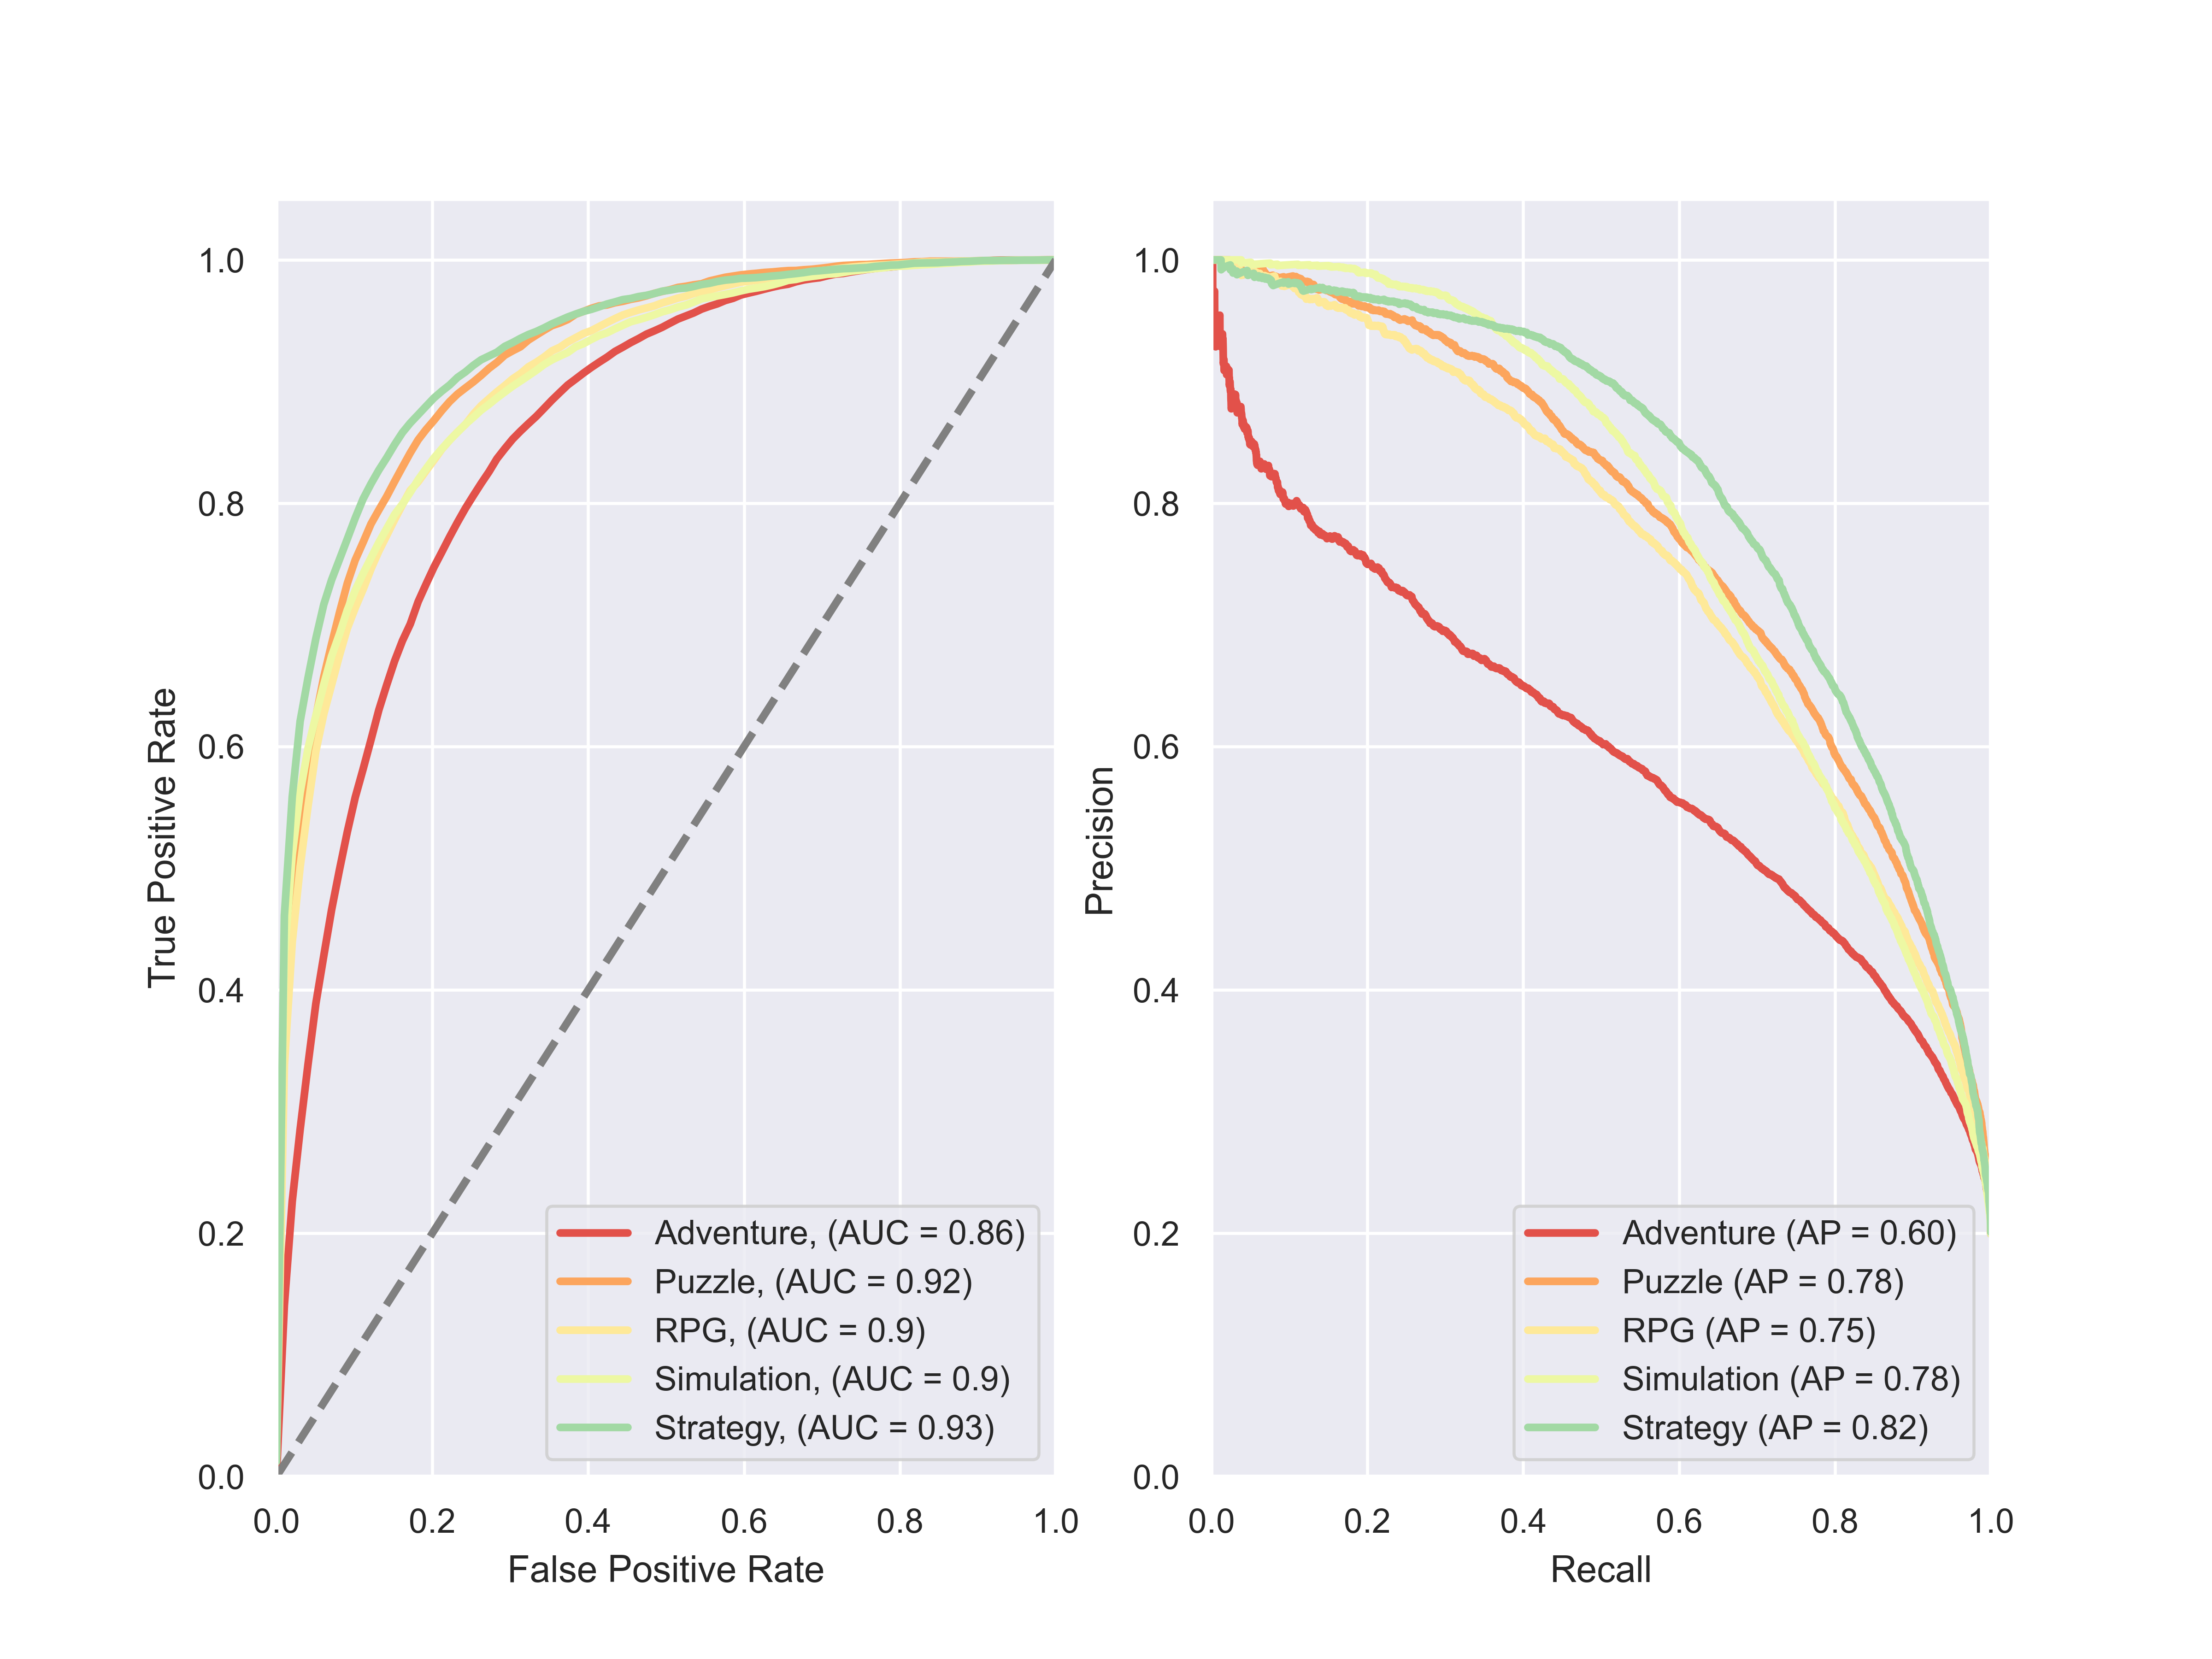 1.0
0.8
0.6
0.4
0.2
0.0
True Positive Rate
0.0 0.2 0.4 0.6 0.8 1.0
False Positive Rate
Adventure, (AUC = 0.86)
Puzzle, (AUC = 0.92)
RPG, (AUC = 0.9)
Simulation, (AUC = 0.9)
Strategy, (AUC = 0.93)
1.0
0.8
0.6
0.4
0.2
0.0
Precision
0.0 0.2 0.4 0.6 0.8 1.0
Recall
Adventure (AP = 0.60)
Puzzle (AP = 0.78)
RPG (AP = 0.75)
Simulation (AP = 0.78)
Strategy (AP = 0.82)